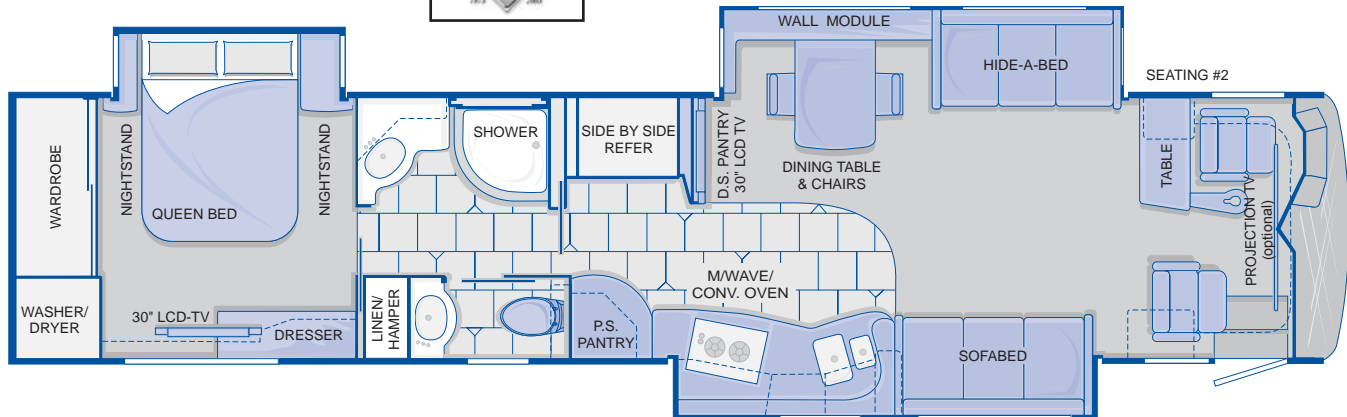 WARDROBE
WASHER/
DRYER
NIGHTSTAND
QUEEN BED
NIGHTSTAND
30" LCD-TV
DRESSER
LINEN/
HAMPER
SHOWER
SIDE BY SIDE
REFER
P.S.
PANTRY
M/WAVE/
CONV. OVEN
D.S. PANTRY
30" LCD TV
WALL MODULE
DINING TABLE
& CHAIRS
HIDE-A-BED
SOFABED
SEATING #2
TABLE
PROJECTION TV
(optional)